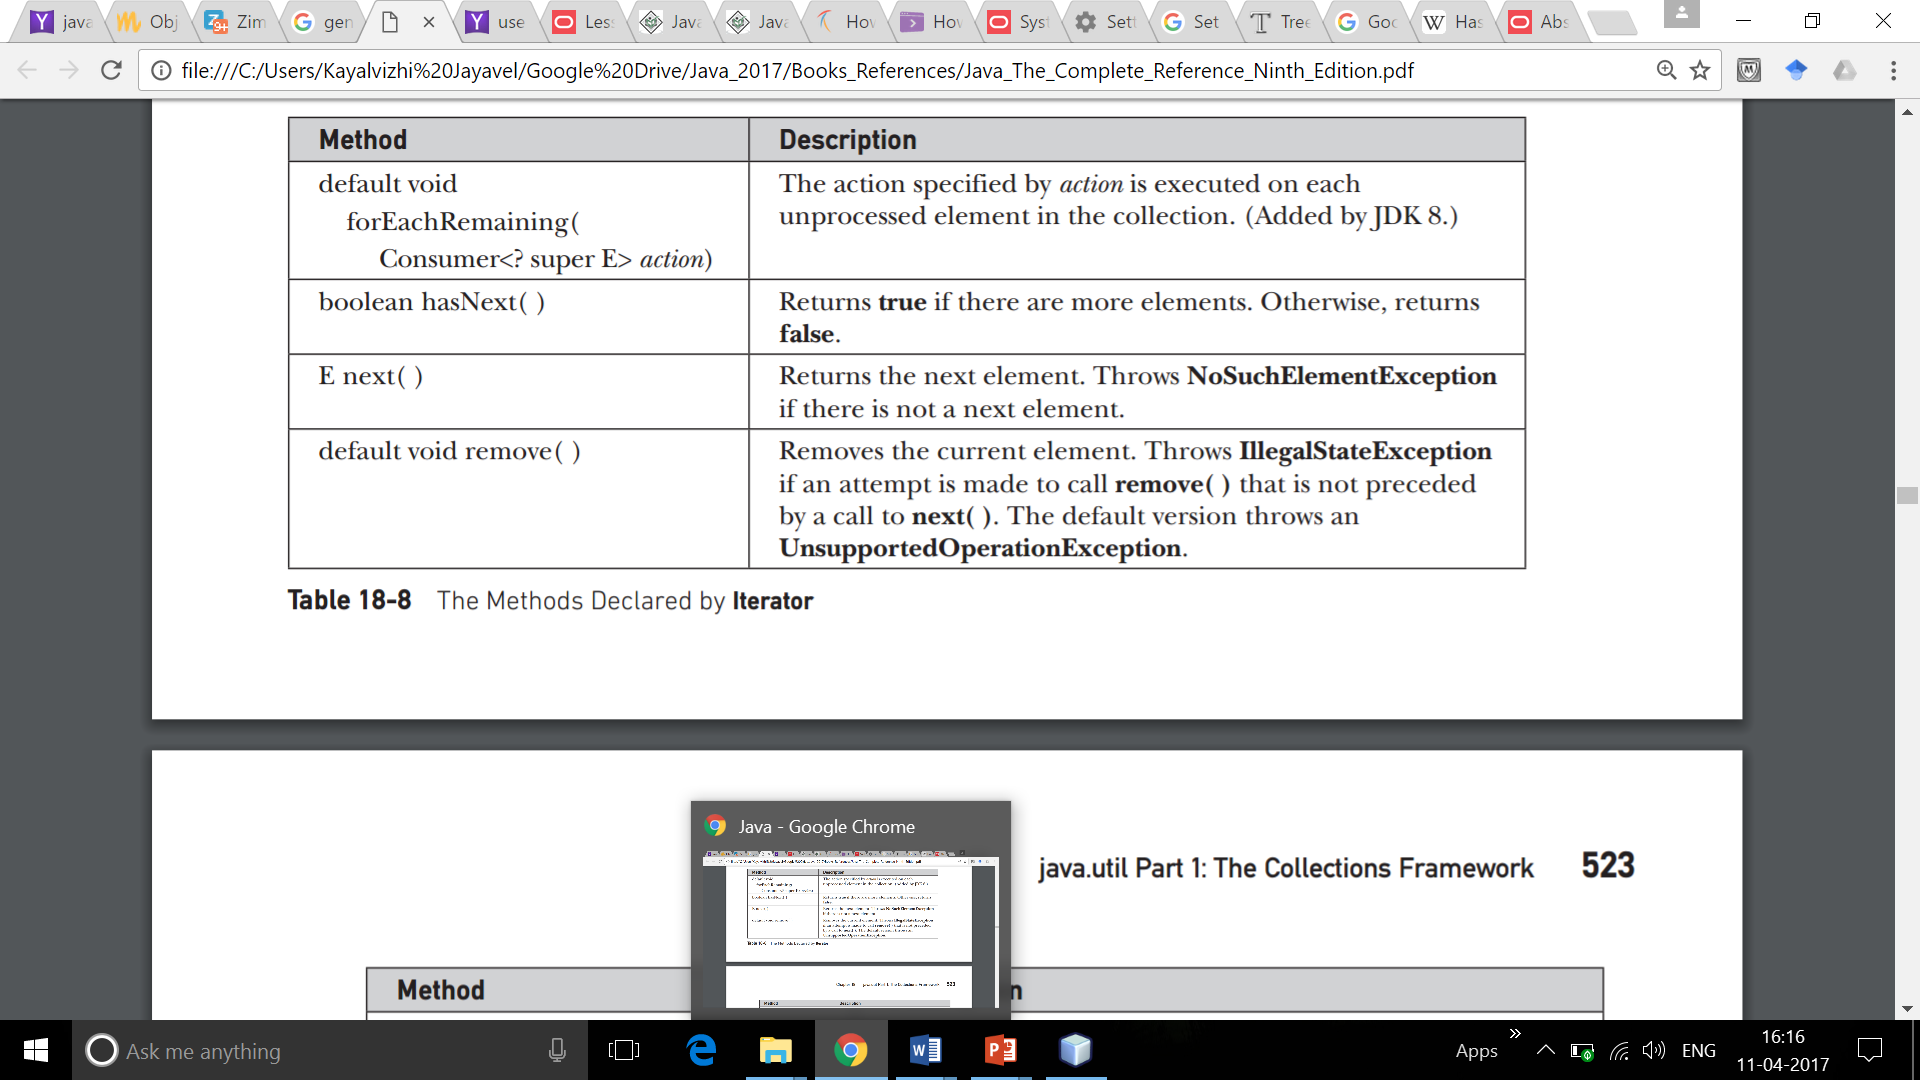 java
Obj
Zim
gen
use
Les
Java
Java
How
Hov
Syst
Sett
Set
Tree
Goo
Has
Abs
file:///C:/Users/Kayalvizhi%20Jayavel/Google%20Drive/Java_2017/Books_References/Java_The_Complete_Reference_Ninth_Edition.pdf
Method Description
default void
forEachRemaining(
Consumer<? super E> action)
The action specified by action is executed on each
unprocessed element in the collection. (Added by JDK 8.)
boolean hasNext( )
Returns true if there are more elements. Otherwise, returns
false.
E next( )
Returns the next element. Throws NoSuchElementException
if there is not a next element.
default void remove( )
Removes the current element. Throws IllegalStateException
if an attempt is made to call remove( ) that is not preceded
by a call to next( ). The default version throws an
UnsupportedOperationException.
Table 18-8 The Methods Declared by Iterator
Java - Google Chrome
java.util Part 1: The Collections Framework 523
Method
n
Ask me anything
Apps
ENG
16:16
11-04-2017